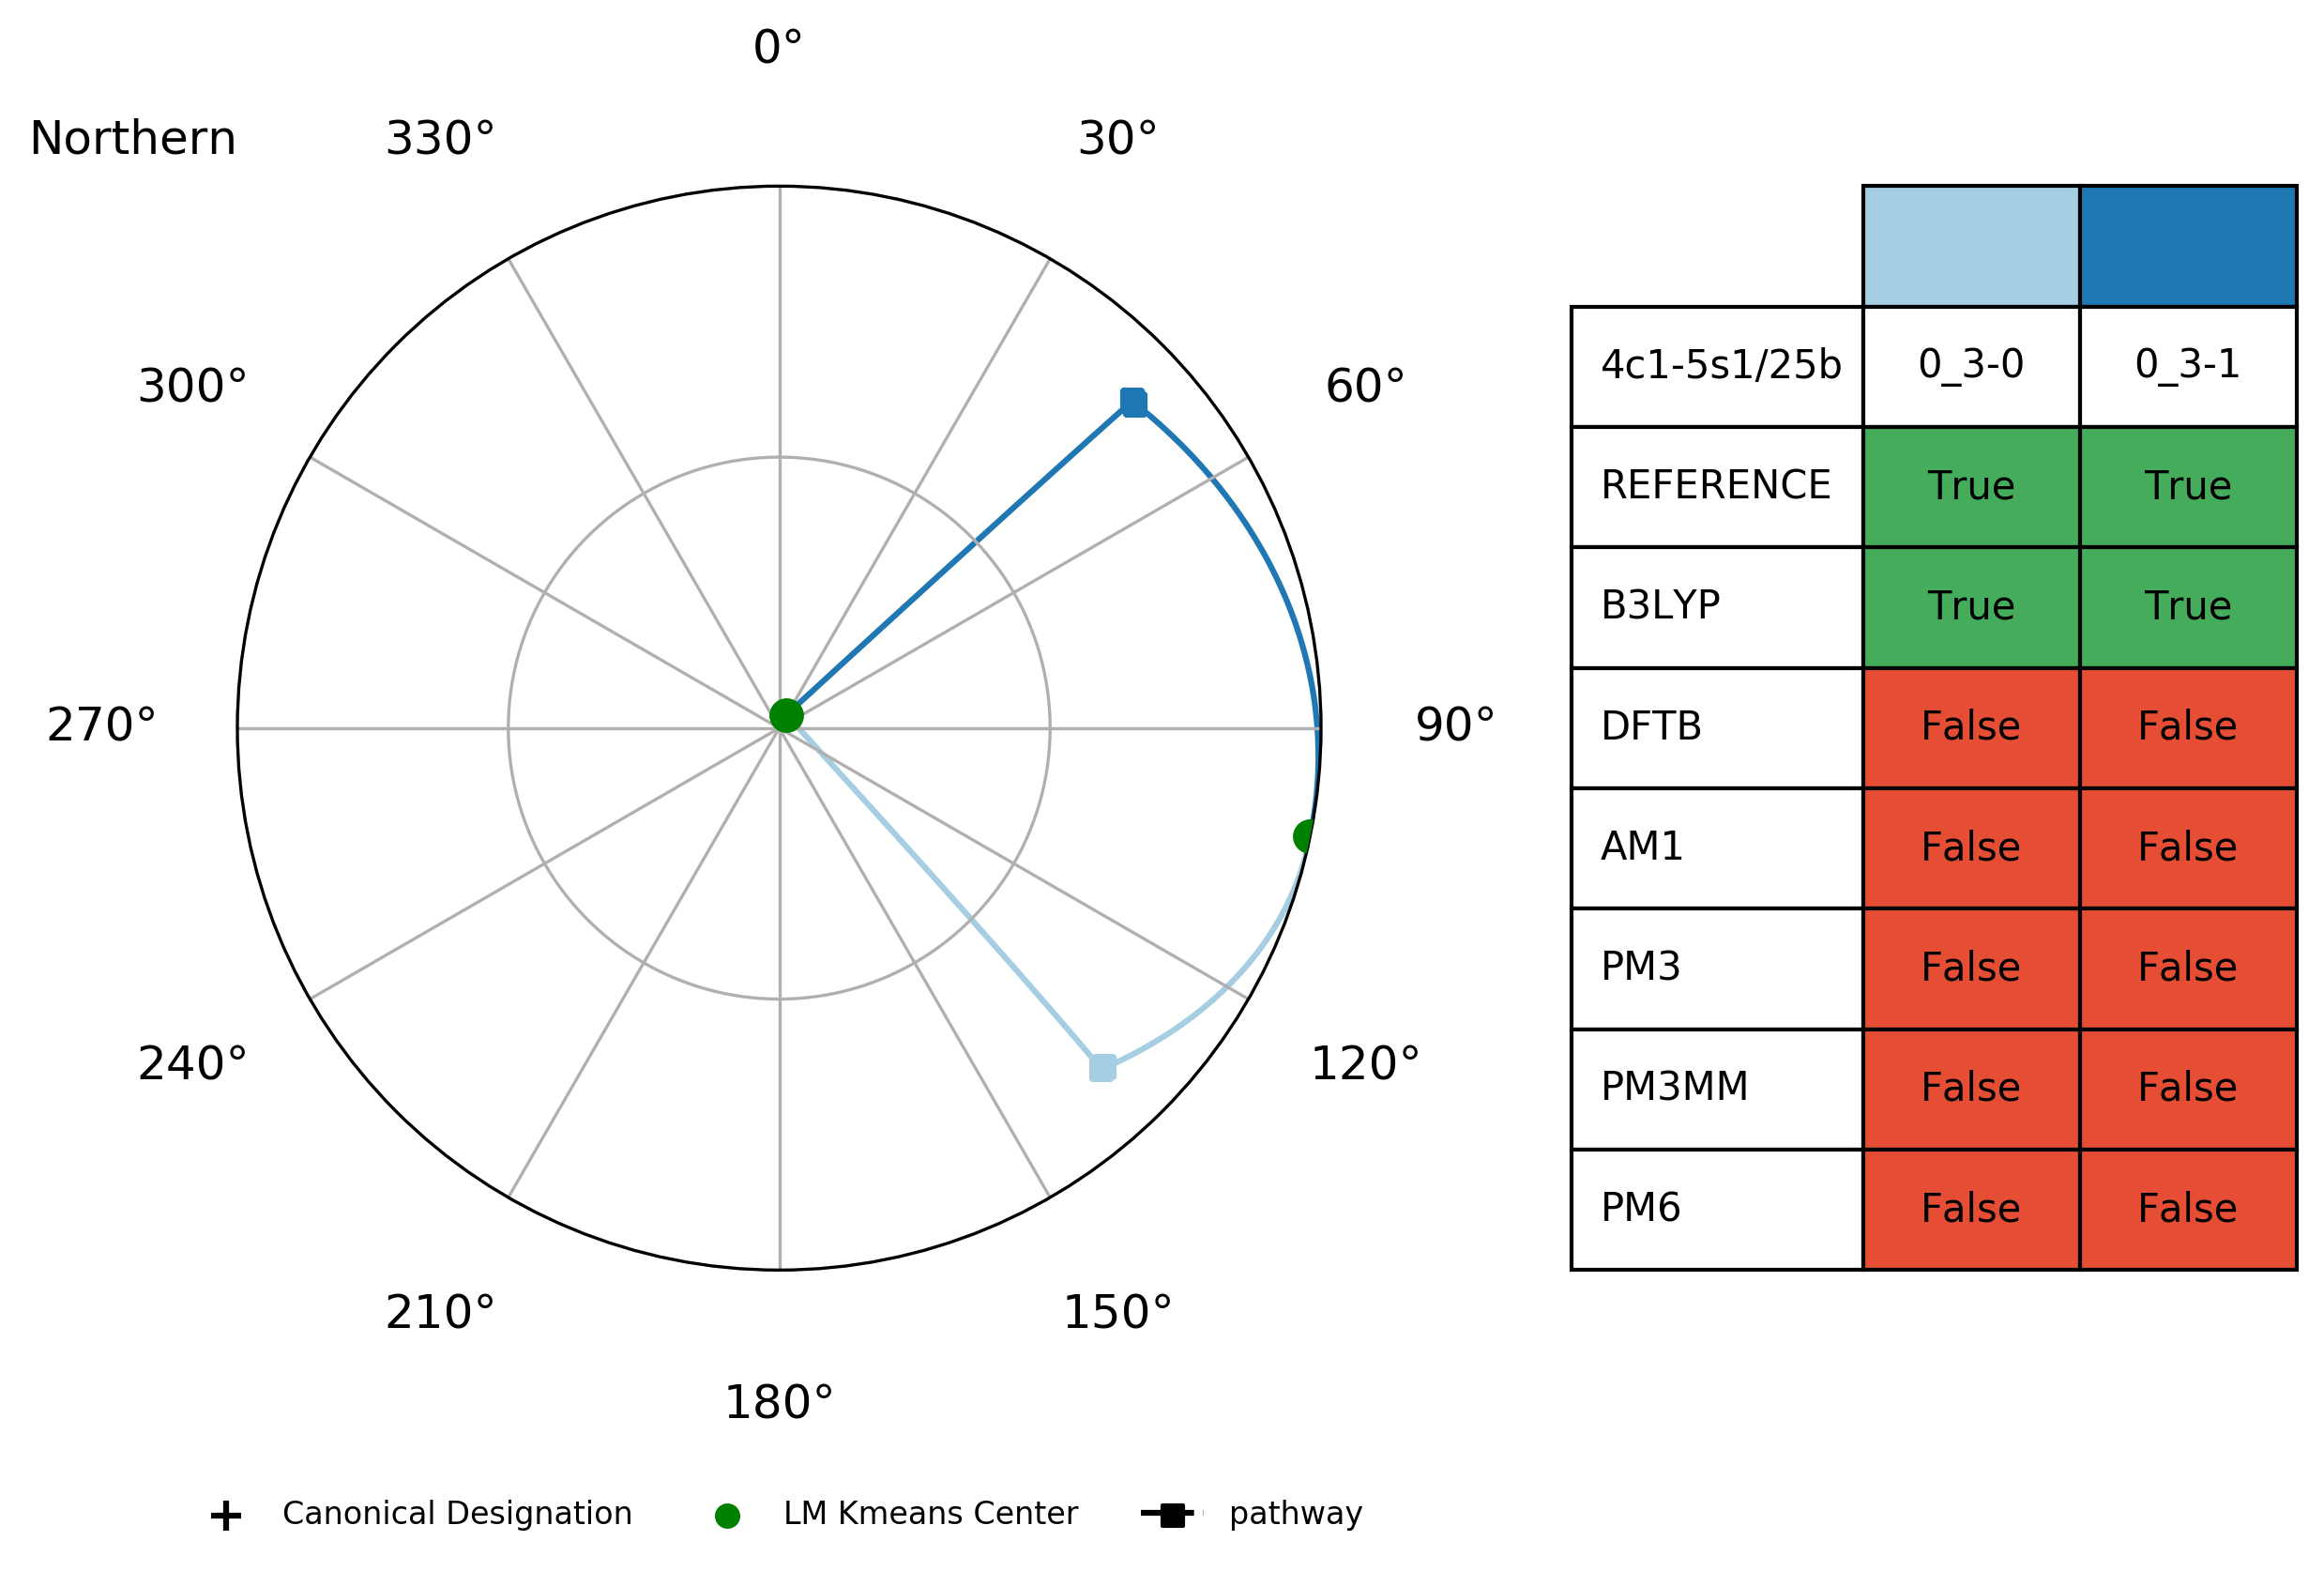 0°
Northern
330°
30°
300°
60°
270°
90°
240°
120°
210°
150°
180°
4c1-5s1/25b 0_3-0 0_3-1
REFERENCE True True
B3LYP True True
DFTB False False
AM1 False False
PM3 False False
PM3MM False False
PM6 False False
Canonical Designation LM Kmeans Center pathway